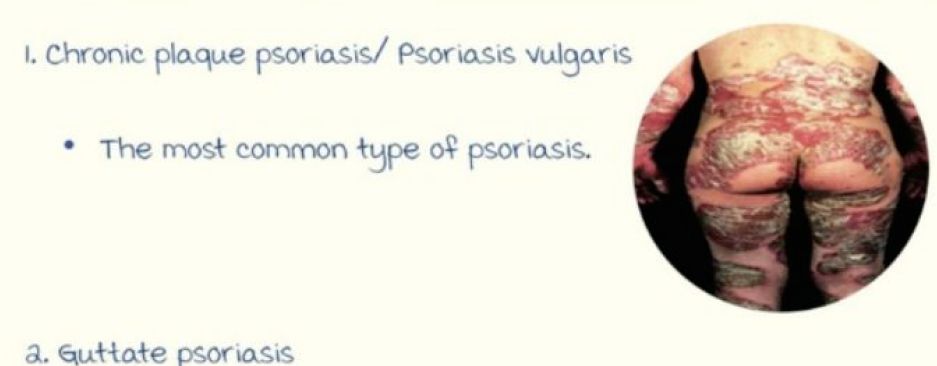 1. Chronic plaque psoriasis/ Psoriasis vulgaris
• The most common type of psoriasis.
2. Guttate psoriasis